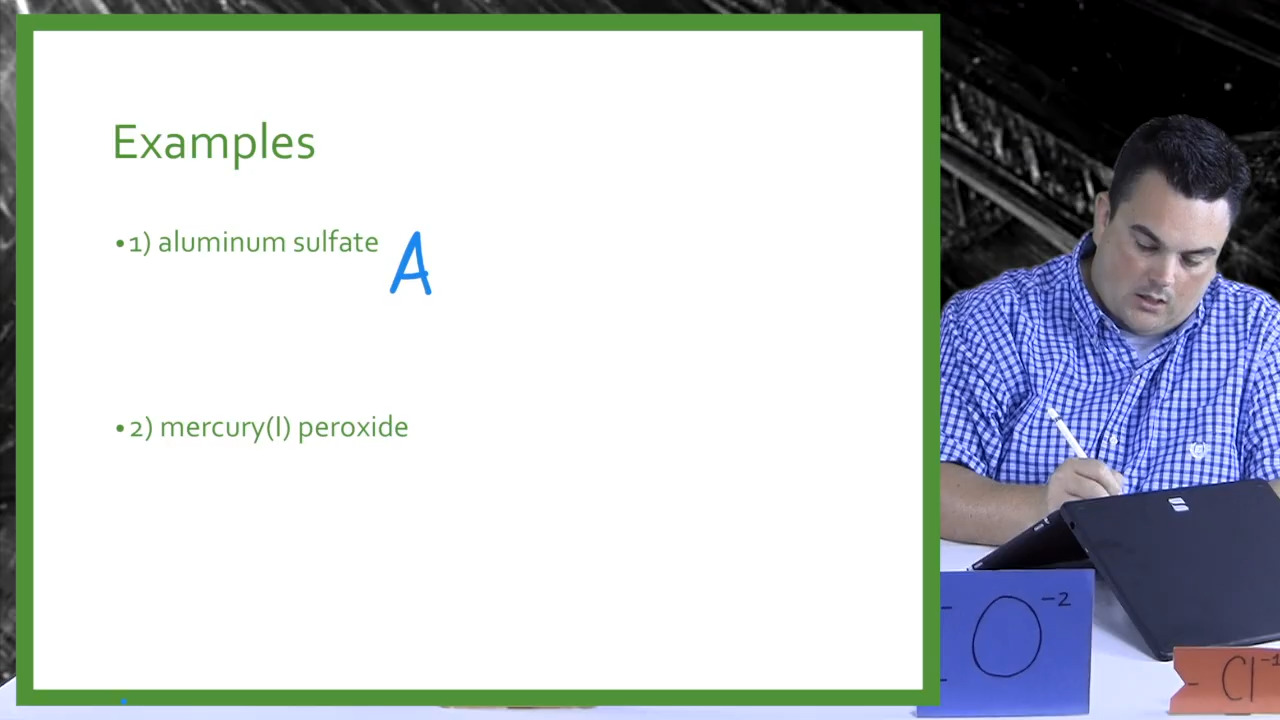 Examples
• 1) aluminum sulfate A
• 2) mercury(I) peroxide
O⁻²
Cl⁻¹